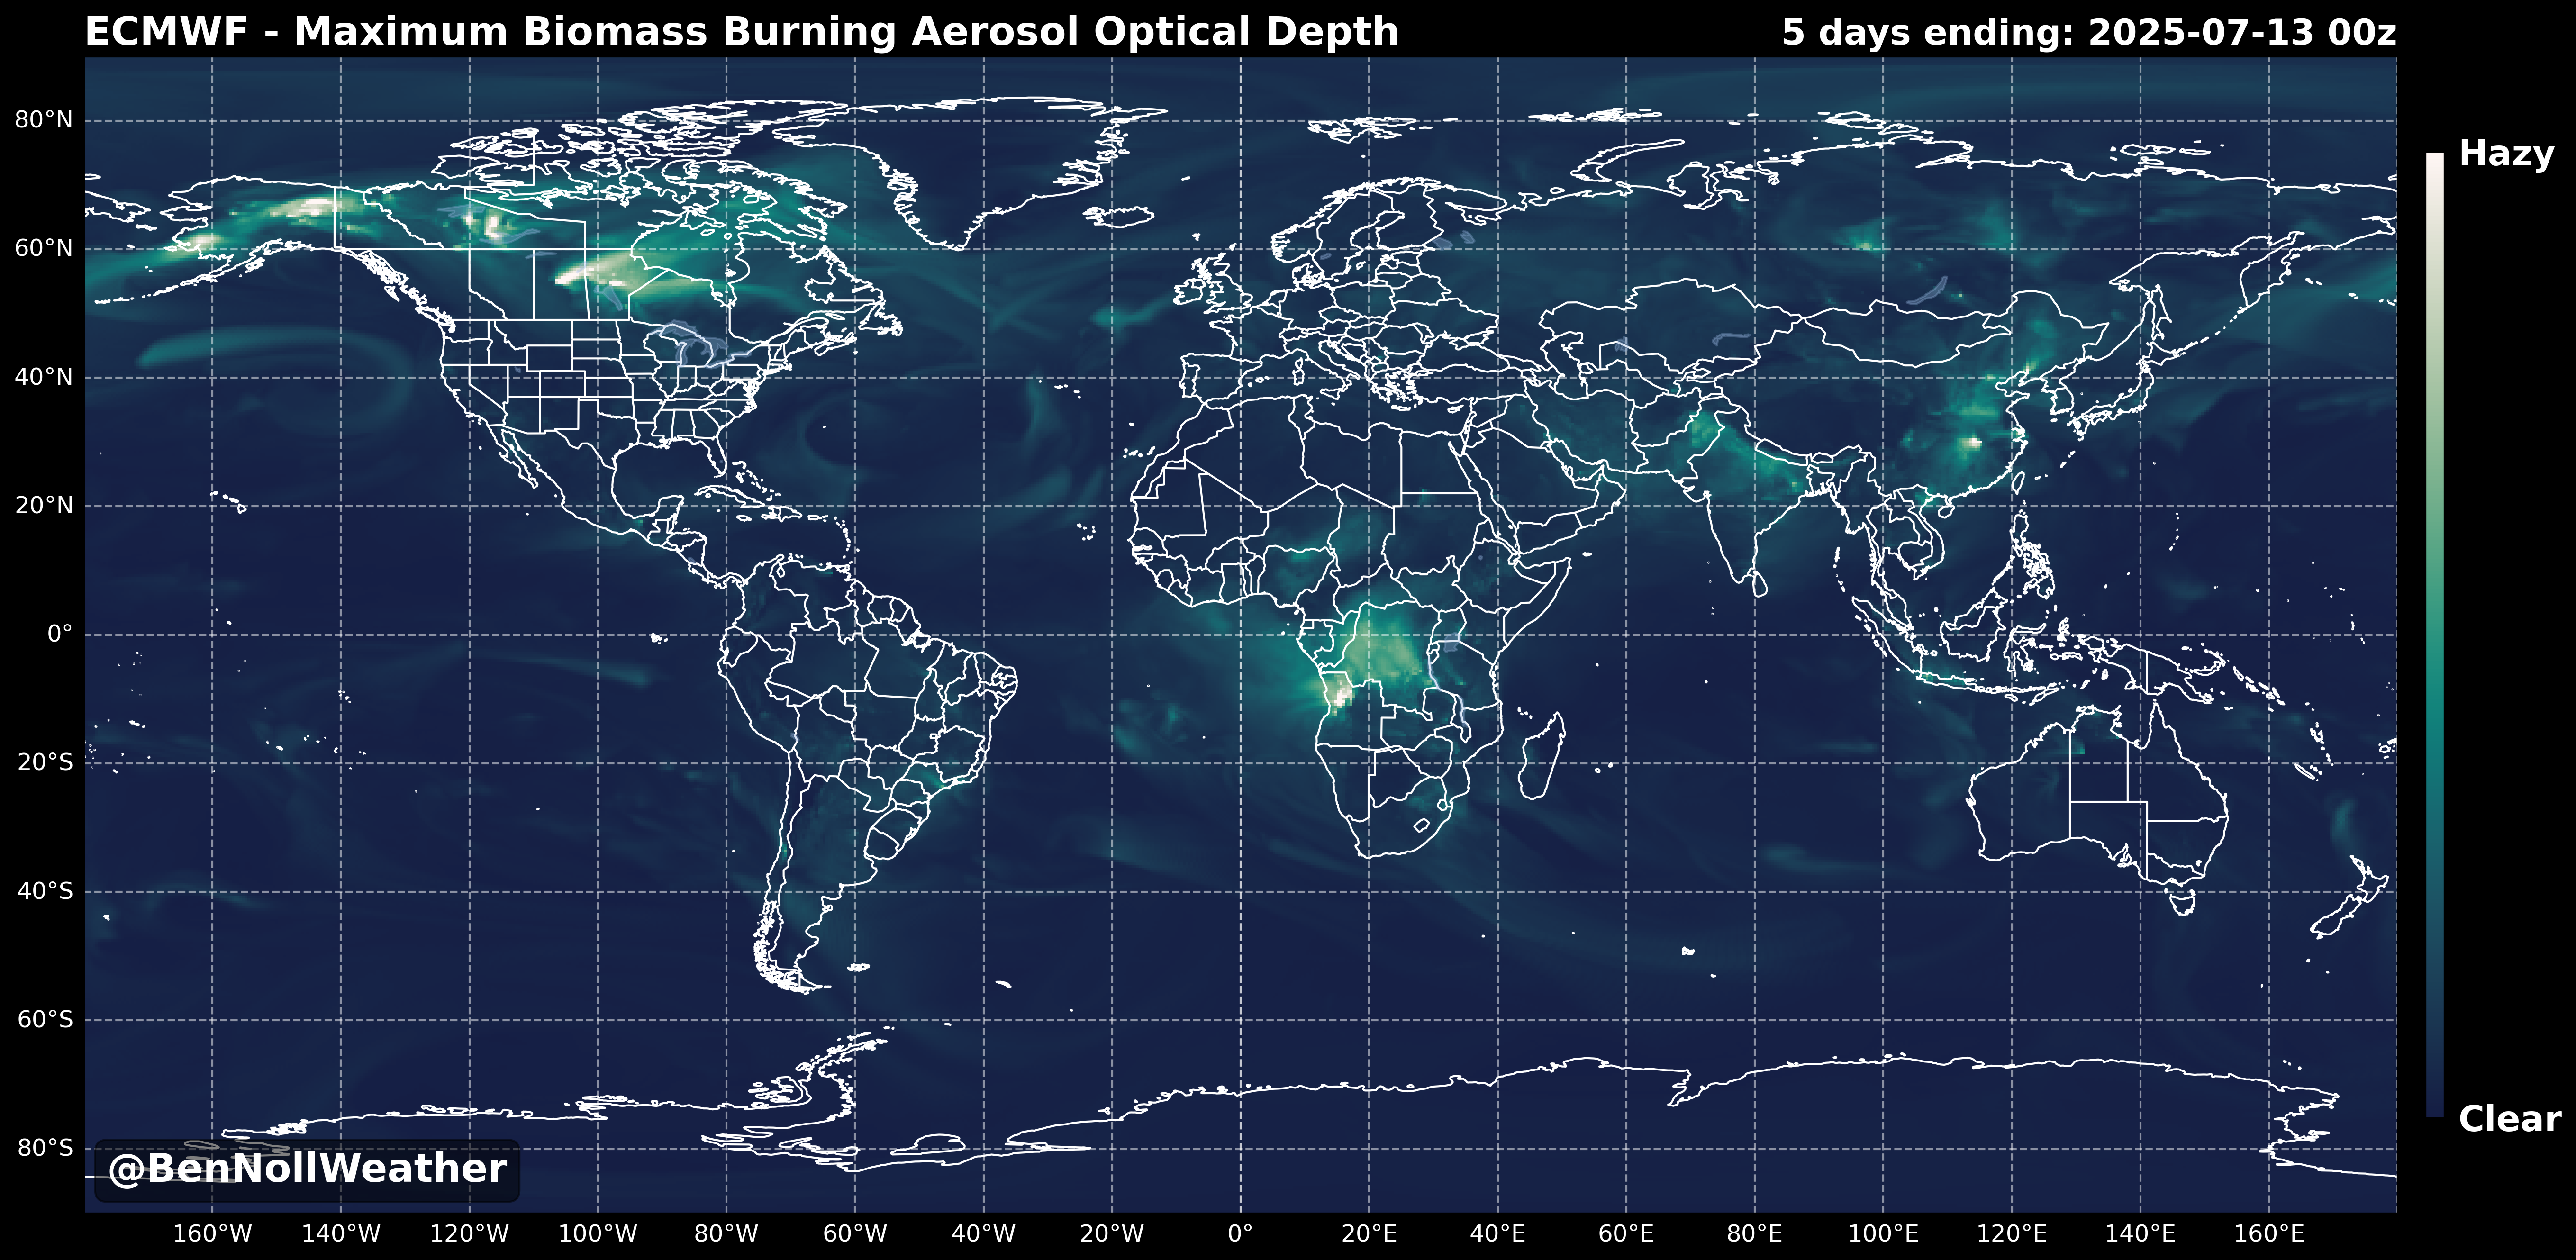 ECMWF - Maximum Biomass Burning Aerosol Optical Depth
5 days ending: 2025-07-13 00z
80°N
60°N
40°N
20°N
0°
20°S
40°S
60°S
80°S
160°W 140°W 120°W 100°W 80°W 60°W 40°W 20°W 0° 20°E 40°E 60°E 80°E 100°E 120°E 140°E 160°E
Hazy
Clear
@BenNollWeather